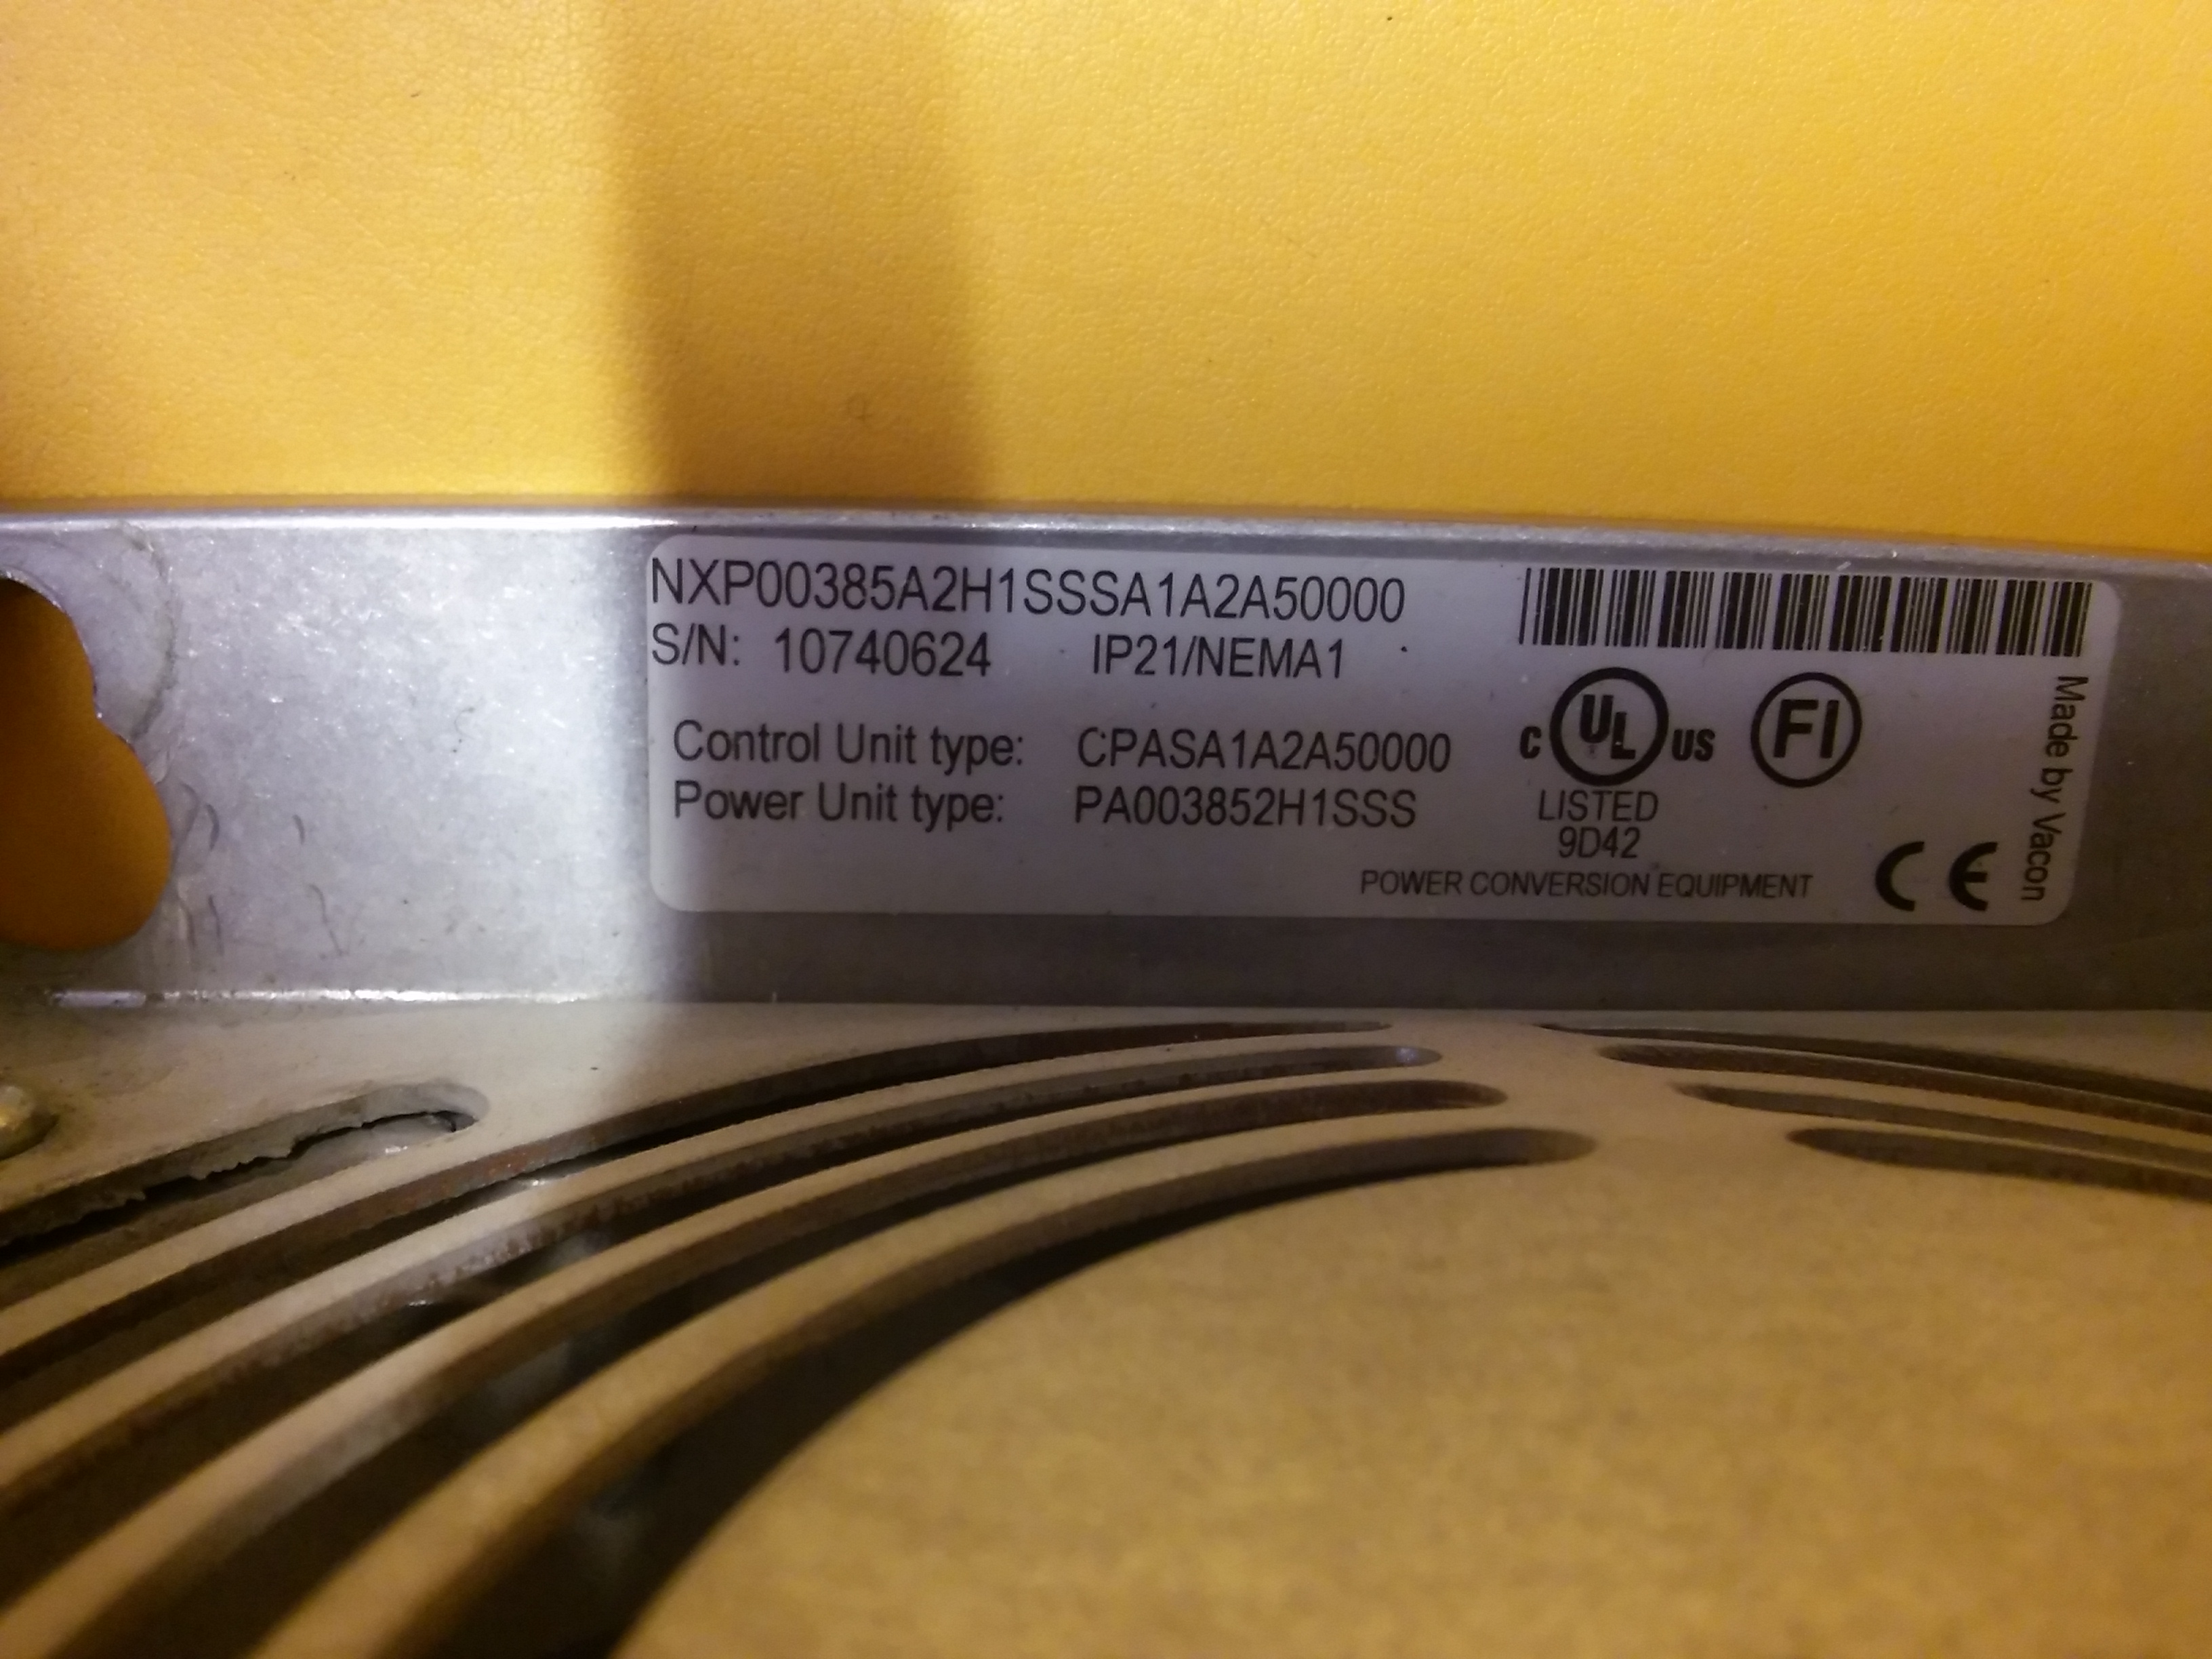 NXP00385A2H1SSSA1A2A50000
S/N: 10740624 IP21/NEMA1
Control Unit type: CPASA1A2A50000
Power Unit type: PA003852H1SSS
C UL US FI
LISTED
9D42
POWER CONVERSION EQUIPMENT
CE
Made by Vacon